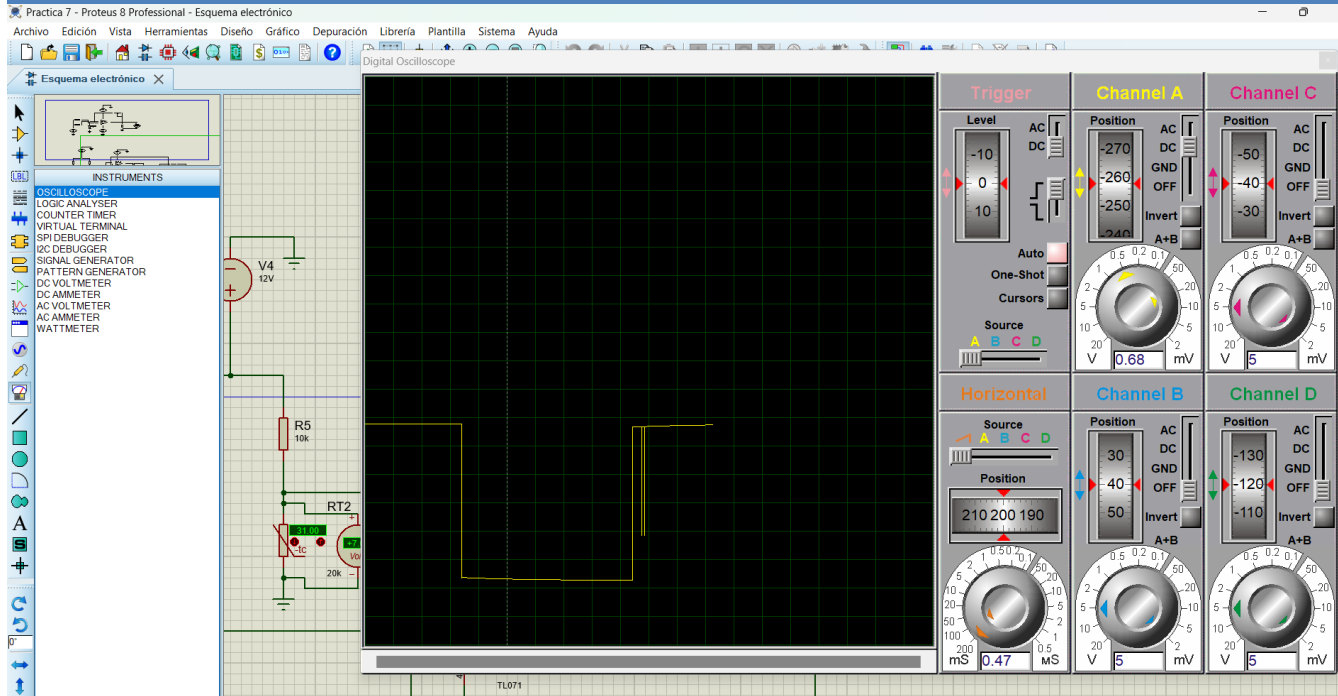 Practica 7 - Proteus 8 Professional - Esquema electrónico
Archivo Edición Vista Herramientas Diseño Gráfico Depuración Librería Plantilla Sistema Ayuda
Esquema electrónico
INSTRUMENTS
OSCILLOSCOPE
LOGIC ANALYSER
COUNTER TIMER
VIRTUAL TERMINAL
SPI DEBUGGER
I2C DEBUGGER
SIGNAL GENERATOR
PATTERN GENERATOR
DC VOLTMETER
DC AMMETER
AC VOLTMETER
AC AMMETER
WATTMETER
LBL
A
S
0°
V4
12V
R5
10k
RT2
31.00
-tc
+7
20k
TL071
Digital Oscilloscope
Trigger
Level
AC
DC
-10
0
10
Auto
One-Shot
Cursors
Source
A B C D
Channel A
Position
AC
DC
GND
OFF
Invert
A+B
-270
-260
-250
-240
V 0.68 mV
Channel C
Position
AC
DC
GND
OFF
Invert
A+B
-50
-40
-30
V 5 mV
Horizontal
Source
A B C D
Position
210 200 190
mS 0.47 µS
Channel B
Position
AC
DC
GND
OFF
Invert
A+B
30
40
50
V 5 mV
Channel D
Position
AC
DC
GND
OFF
Invert
A+B
-130
-120
-110
V 5 mV